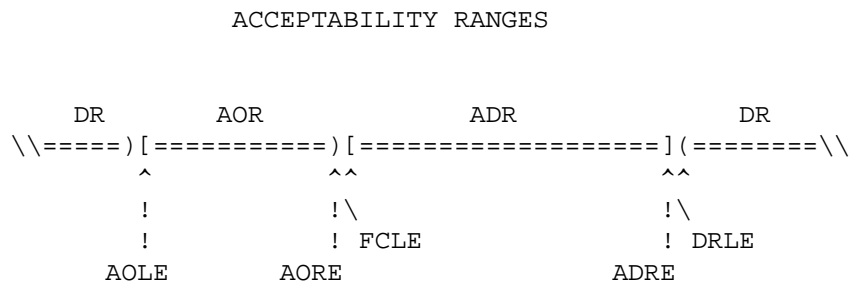 ACCEPTABILITY RANGES
DR AOR ADR DR
\\=====)[===========)[===================](========\\
^ ^^ ^^
! !\ !\
! ! FCLE ! DRLE
AOLE AORE ADRE